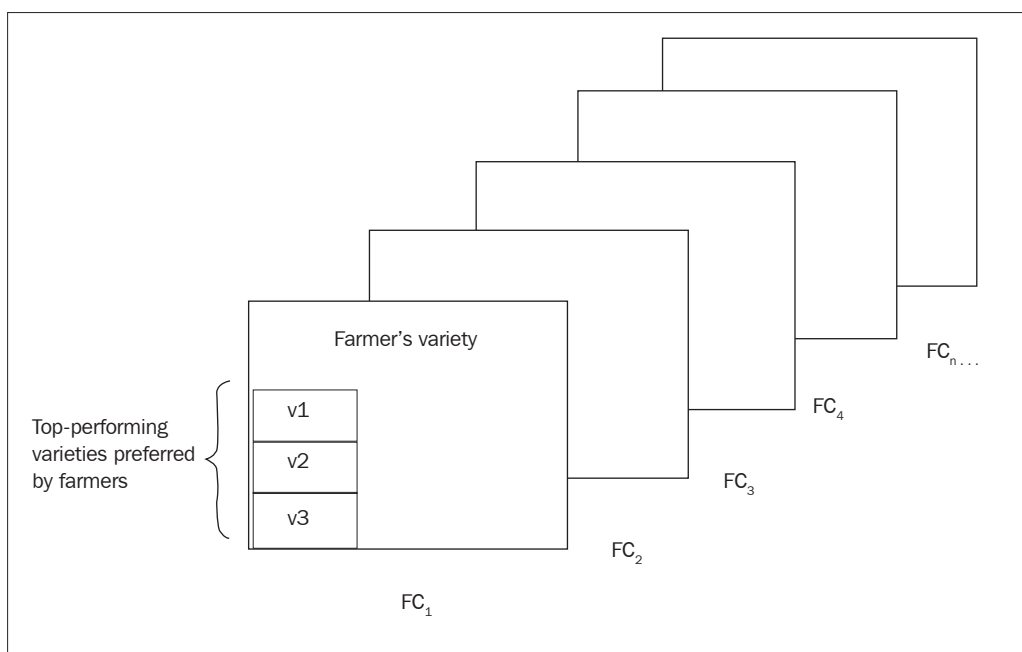 Farmer’s variety
v1
v2
v3
Top-performing
varieties preferred
by farmers
FC1
FC2
FC3
FC4
FCn...